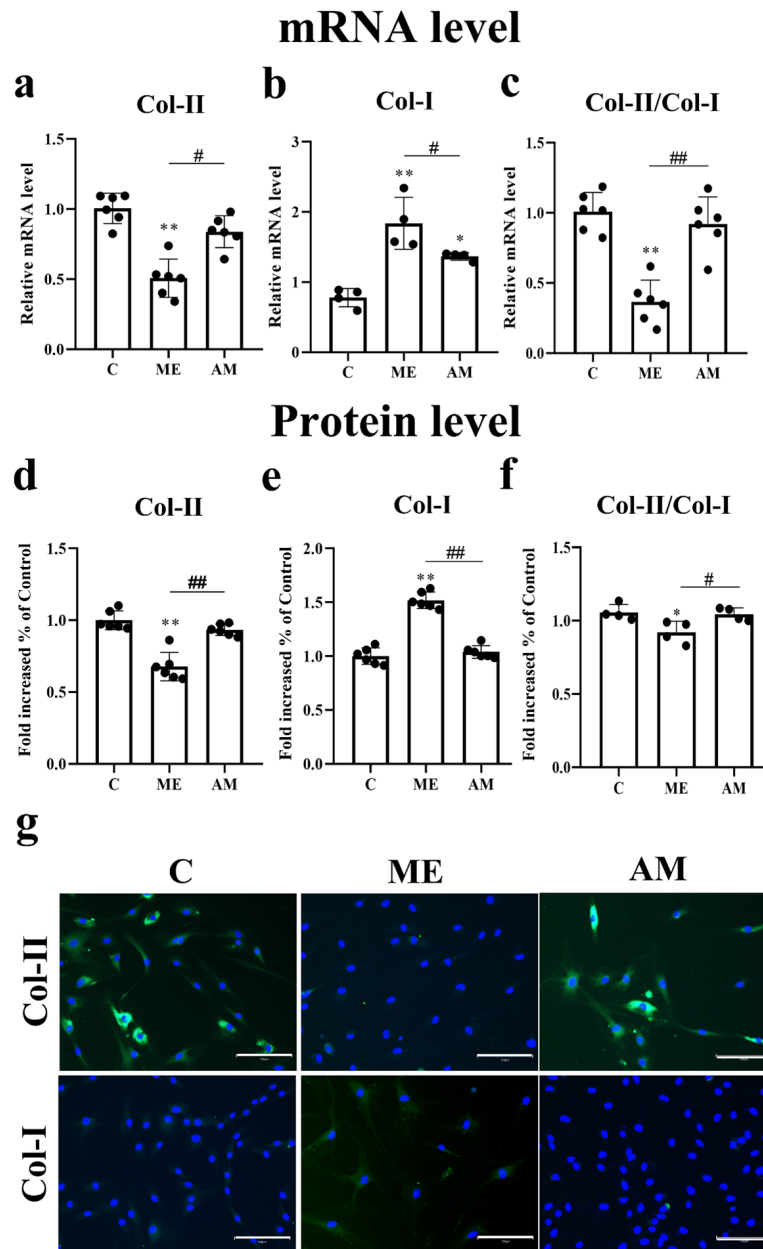 mRNA level
a
Col-II
Relative mRNA level
1.5
1.0
0.5
0.0
#
**
C ME AM
b
Col-I
Relative mRNA level
3
2
1
0
#
**
*
C ME AM
c
Col-II/Col-I
Relative mRNA level
1.5
1.0
0.5
0.0
##
**
C ME AM
Protein level
d
Col-II
Fold increased % of Control
1.5
1.0
0.5
0.0
##
**
C ME AM
e
Col-I
Fold increased % of Control
2.0
1.5
1.0
0.5
0.0
##
**
C ME AM
f
Col-II/Col-I
Fold increased % of Control
1.5
1.0
0.5
0.0
#
*
C ME AM
g
C ME AM
Col-II
Col-I